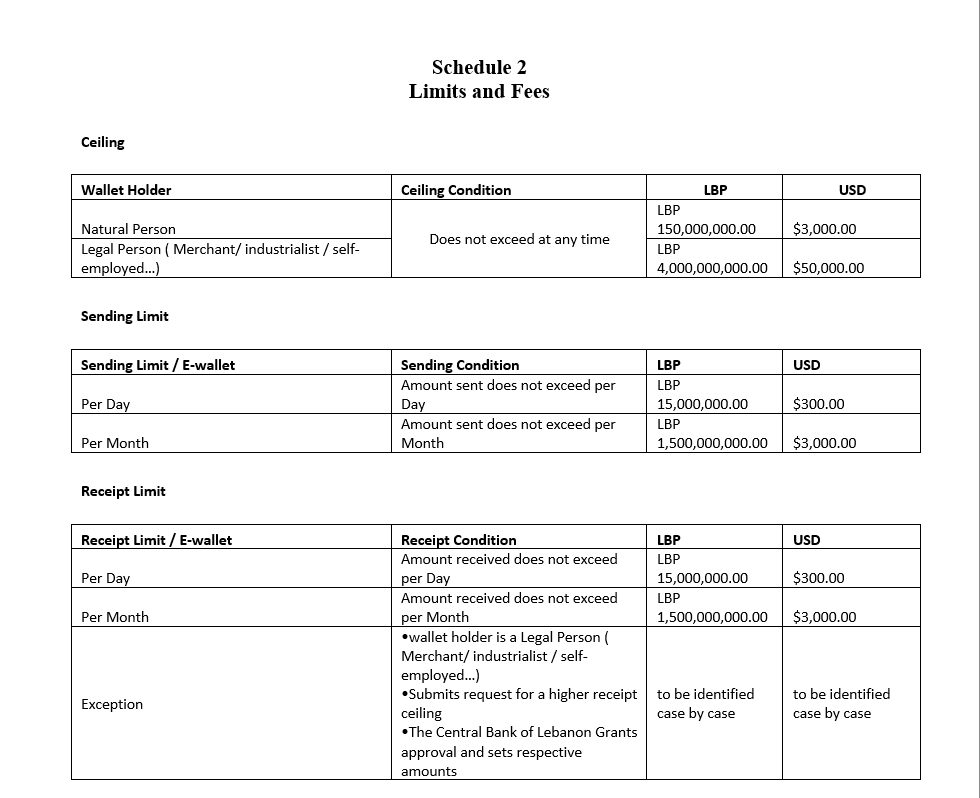 Schedule 2
Limits and Fees
Ceiling
Wallet Holder Ceiling Condition LBP USD
Natural Person Does not exceed at any time LBP 150,000,000.00 $3,000.00
Legal Person ( Merchant/ industrialist / self-
employed...) LBP 4,000,000,000.00 $50,000.00
Sending Limit
Sending Limit / E-wallet Sending Condition LBP USD
Per Day Amount sent does not exceed per
Day LBP
15,000,000.00 $300.00
Per Month Amount sent does not exceed per
Month LBP
1,500,000,000.00 $3,000.00
Receipt Limit
Receipt Limit / E-wallet Receipt Condition LBP USD
Per Day Amount received does not exceed
per Day LBP
15,000,000.00 $300.00
Per Month Amount received does not exceed
per Month LBP
1,500,000,000.00 $3,000.00
Exception
•wallet holder is a Legal Person (
Merchant/ industrialist / self-
employed...)
•Submits request for a higher receipt
ceiling
•The Central Bank of Lebanon Grants
approval and sets respective
amounts
to be identified
case by case
to be identified
case by case